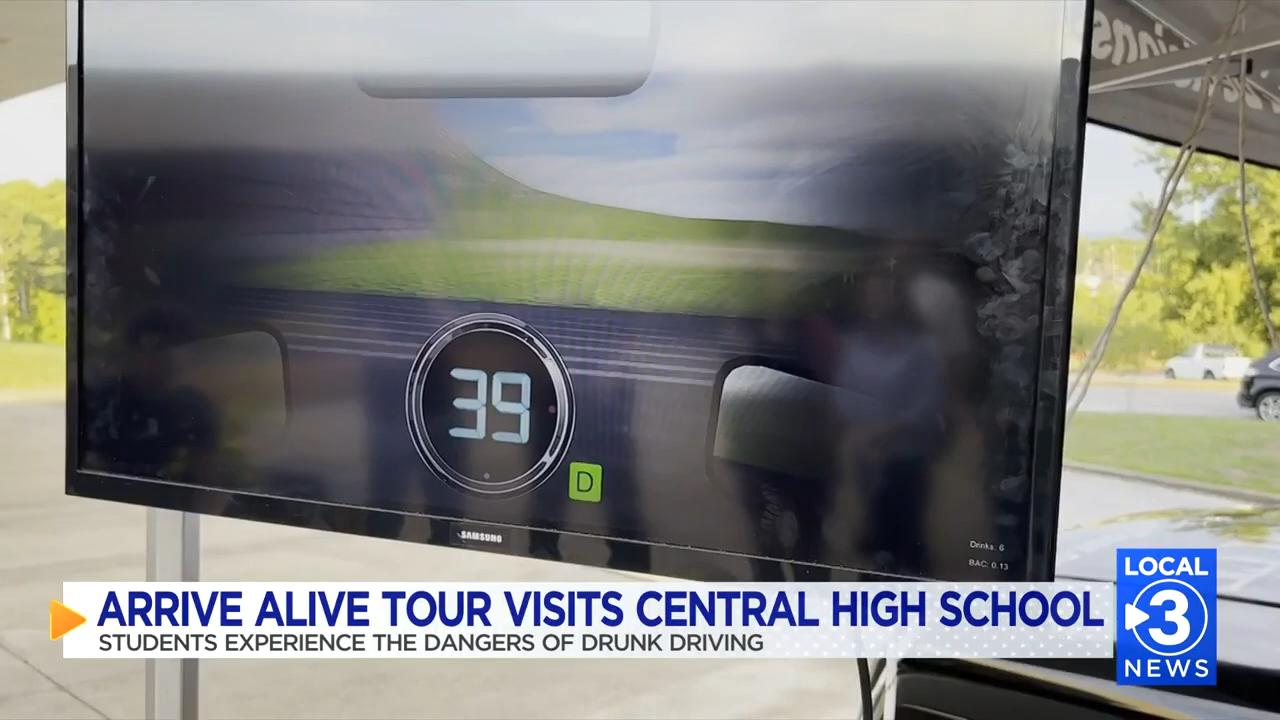 39
D
SAMSUNG
Drinks: 6
BAC: 0.13
ARRIVE ALIVE TOUR VISITS CENTRAL HIGH SCHOOL
STUDENTS EXPERIENCE THE DANGERS OF DRUNK DRIVING
LOCAL
3
NEWS